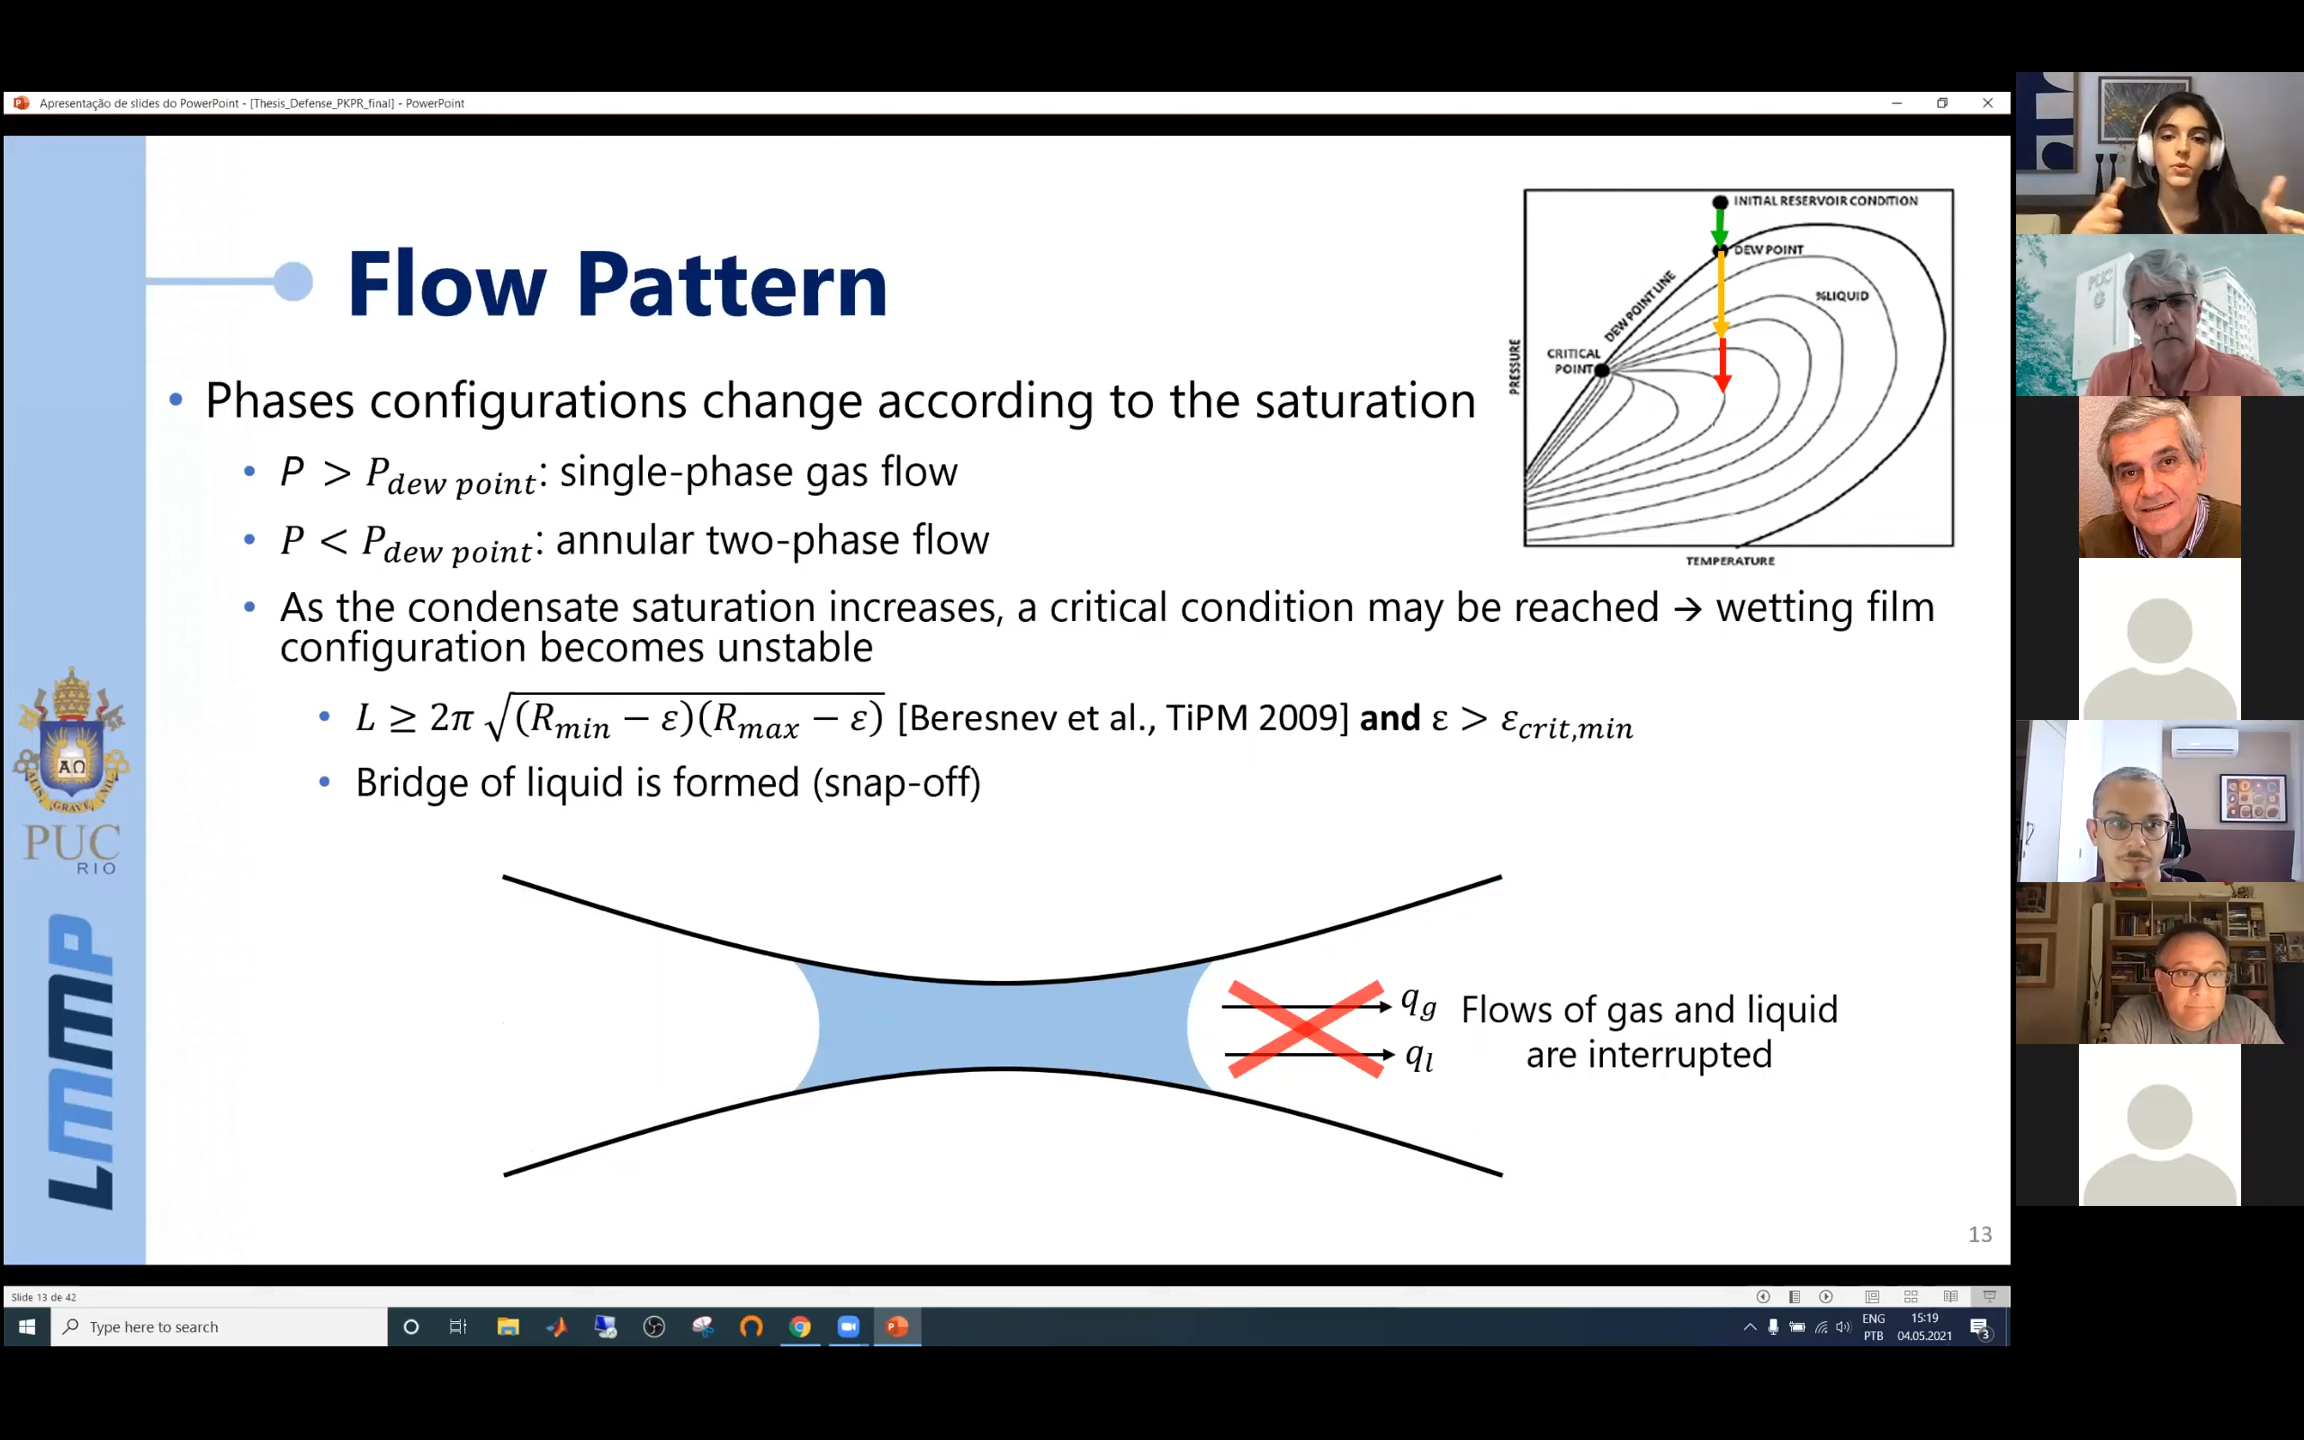 Apresentação de slides do PowerPoint - [Thesis_Defense_PKPR_final] - PowerPoint
Flow Pattern
INITIAL RESERVOIR CONDITION
DEW POINT
DEW POINT LINE
%LIQUID
CRITICAL
POINT
PRESSURE
TEMPERATURE
• Phases configurations change according to the saturation
• P > P_dew point: single-phase gas flow
• P < P_dew point: annular two-phase flow
• As the condensate saturation increases, a critical condition may be reached → wetting film
configuration becomes unstable
• L ≥ 2π √(R_min − ε)(R_max − ε) [Beresnev et al., TiPM 2009] and ε > ε_crit,min
• Bridge of liquid is formed (snap-off)
q_g
q_l
Flows of gas and liquid
are interrupted
PUC
RIO
LMMP
13
Slide 13 de 42
Type here to search
ENG
PTB
15:19
04.05.2021
3